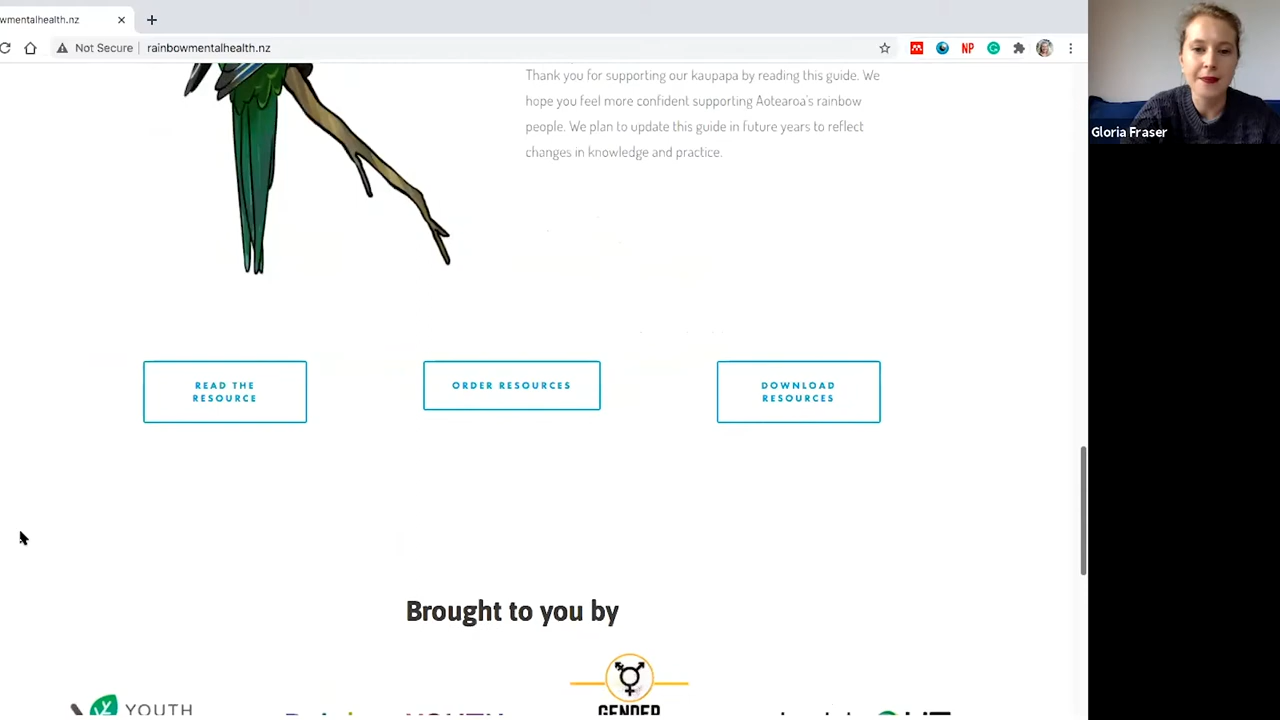 wmentalhealth.nz
Not Secure
rainbowmentalhealth.nz
NP
Gloria Fraser
Thank you for supporting our kaupapa by reading this guide. We
hope you feel more confident supporting Aotearoa's rainbow
people. We plan to update this guide in future years to reflect
changes in knowledge and practice.
READ THE
RESOURCE
ORDER RESOURCES
DOWNLOAD
RESOURCES
Brought to you by
YOUTH
GENDER